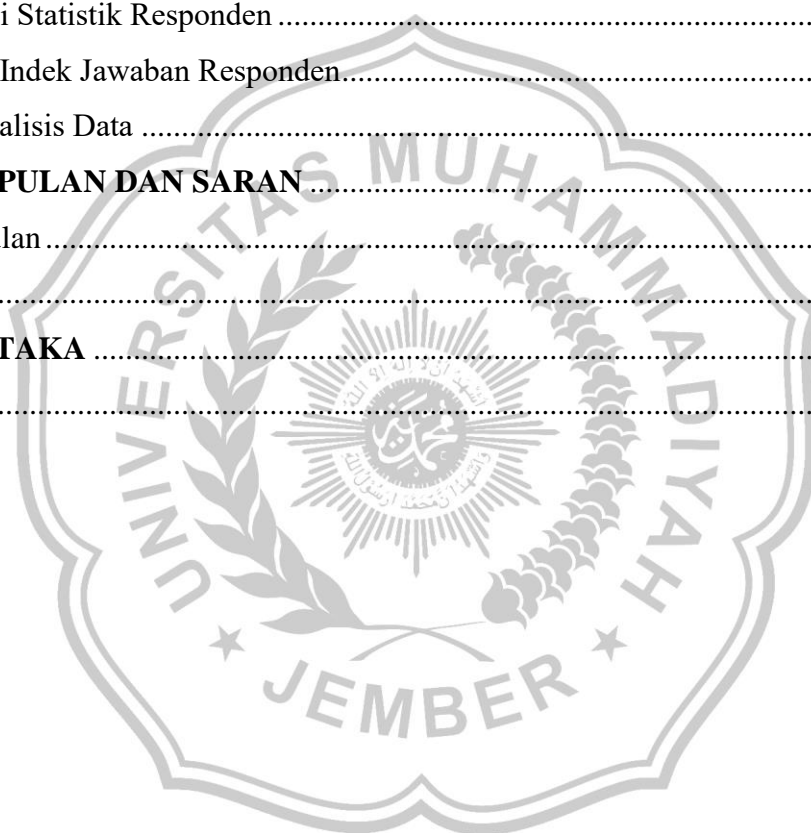 i Statistik Responden ........................................................................
Indek Jawaban Responden................................................................
alisis Data .........................................................................................
PULAN DAN SARAN ..................................................................
lan ......................................................................................................
............................................................................................................
TAKA ...............................................................................................
............................................................................................................
UNIVERSITAS MUHAMMADIYAH
JEMBER